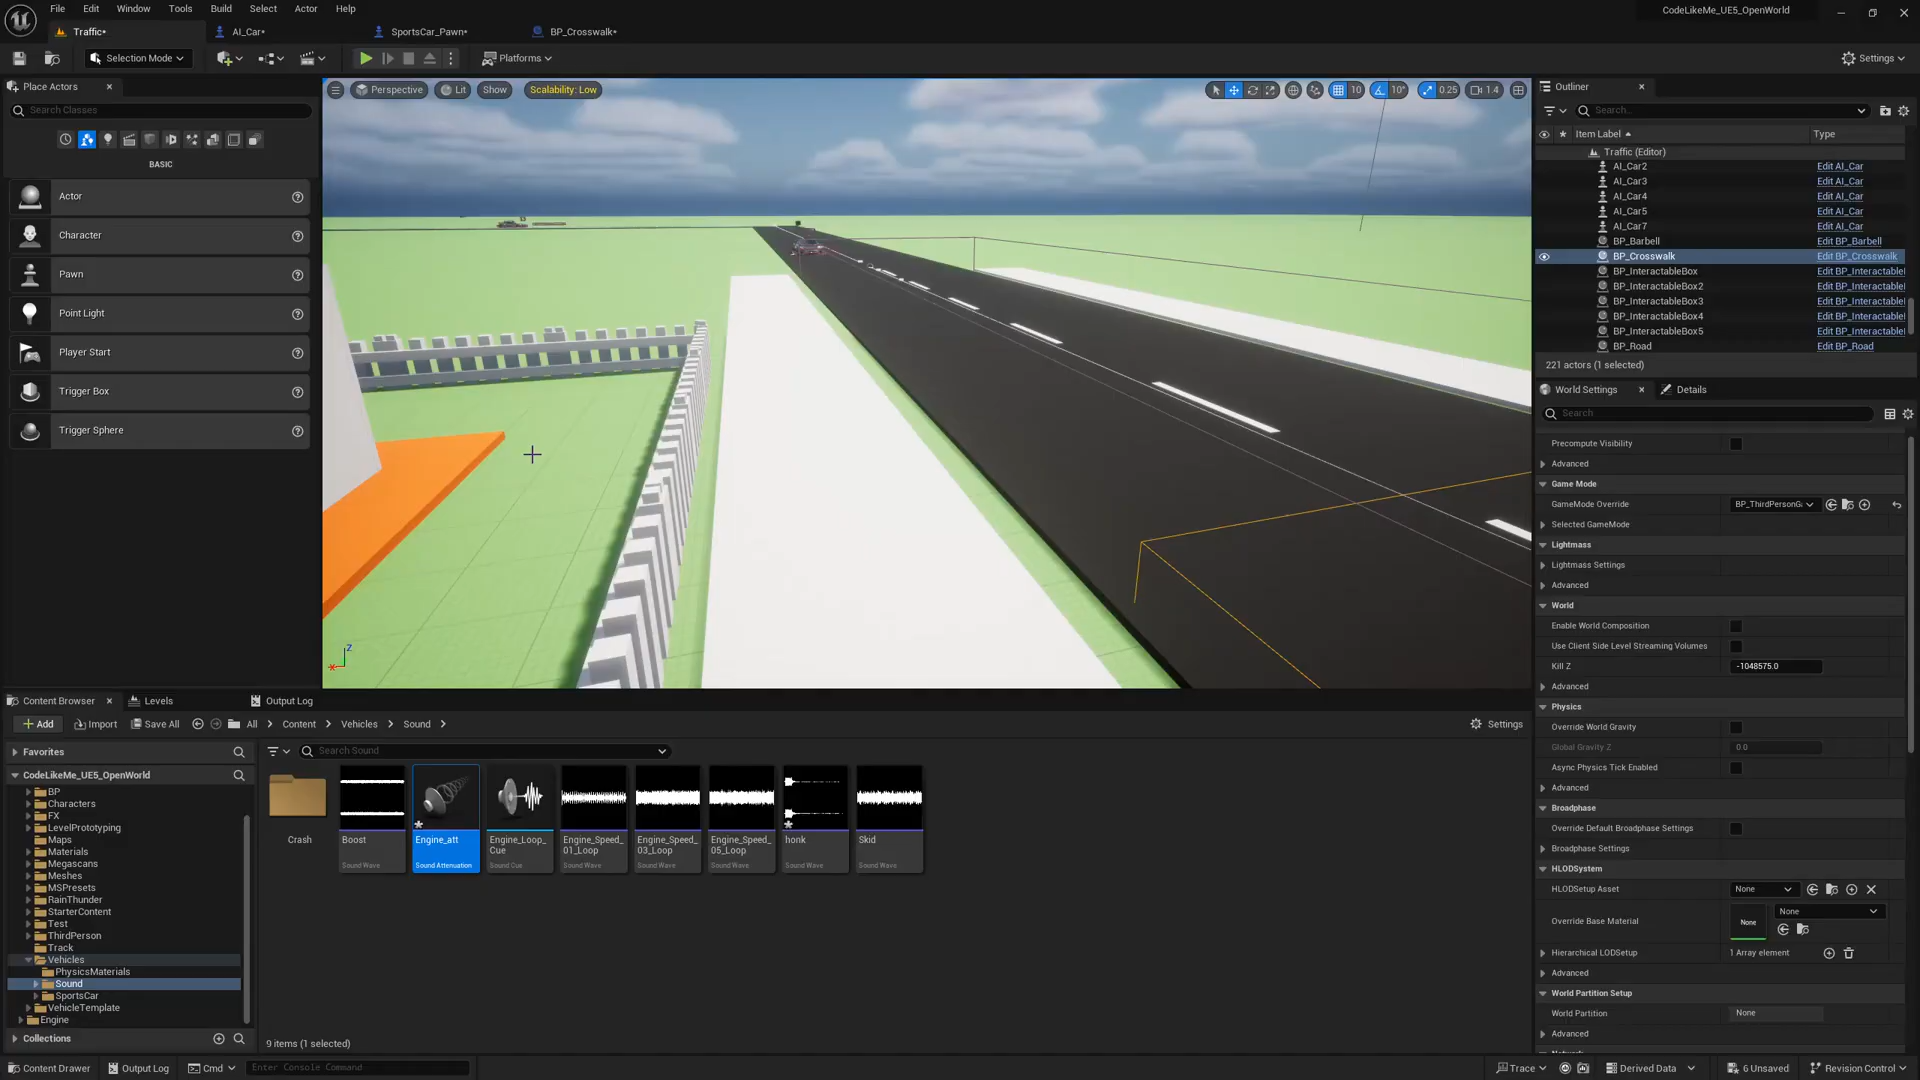 File Edit Window Tools Build Select Actor Help
CodeLikeMe_UE5_OpenWorld
Traffic* AI_Car* SportsCar_Pawn* BP_Crosswalk*
Selection Mode Platforms Settings
Place Actors
Search Classes
BASIC
Actor
Character
Pawn
Point Light
Player Start
Trigger Box
Trigger Sphere
Perspective Lit Show Scalability: Low
10 10° 0.25 1.4
Z
X
Outliner
Search...
Item Label Type
Traffic (Editor)
AI_Car2 Edit AI_Car
AI_Car3 Edit AI_Car
AI_Car4 Edit AI_Car
AI_Car5 Edit AI_Car
AI_Car7 Edit AI_Car
BP_Barbell Edit BP_Barbell
BP_Crosswalk Edit BP_Crosswalk
BP_InteractableBox Edit BP_Interactablel
BP_InteractableBox2 Edit BP_Interactablel
BP_InteractableBox3 Edit BP_Interactablel
BP_InteractableBox4 Edit BP_Interactablel
BP_InteractableBox5 Edit BP_Interactablel
BP_Road Edit BP_Road
221 actors (1 selected)
World Settings Details
Search
Precompute Visibility
Advanced
Game Mode
GameMode Override BP_ThirdPersonG
Selected GameMode
Lightmass
Lightmass Settings
Advanced
World
Enable World Composition
Use Client Side Level Streaming Volumes
Kill Z -1048575.0
Advanced
Physics
Override World Gravity
Global Gravity Z 0.0
Async Physics Tick Enabled
Advanced
Broadphase
Override Default Broadphase Settings
Broadphase Settings
HLODSystem
HLODSetup Asset None
Override Base Material None None
Hierarchical LODSetup 1 Array element
Advanced
World Partition Setup
World Partition None
Advanced
Content Browser Levels Output Log
Add Import Save All All Content Vehicles Sound Settings
Favorites
Search Sound
CodeLikeMe_UE5_OpenWorld
BP
Characters
FX
LevelPrototyping
Maps
Materials
Megascans
Meshes
MSPresets
RainThunder
StarterContent
Test
ThirdPerson
Track
Vehicles
PhysicsMaterials
Sound
SportsCar
VehicleTemplate
Engine
Collections
Crash
Boost
Sound Wave
Engine_att
Sound Attenuation
Engine_Loop_
Cue
Sound Cue
Engine_Speed_
01_Loop
Sound Wave
Engine_Speed_
03_Loop
Sound Wave
Engine_Speed_
05_Loop
Sound Wave
honk
Sound Wave
Skid
Sound Wave
9 items (1 selected)
Content Drawer Output Log Cmd Enter Console Command Trace Derived Data 6 Unsaved Revision Control